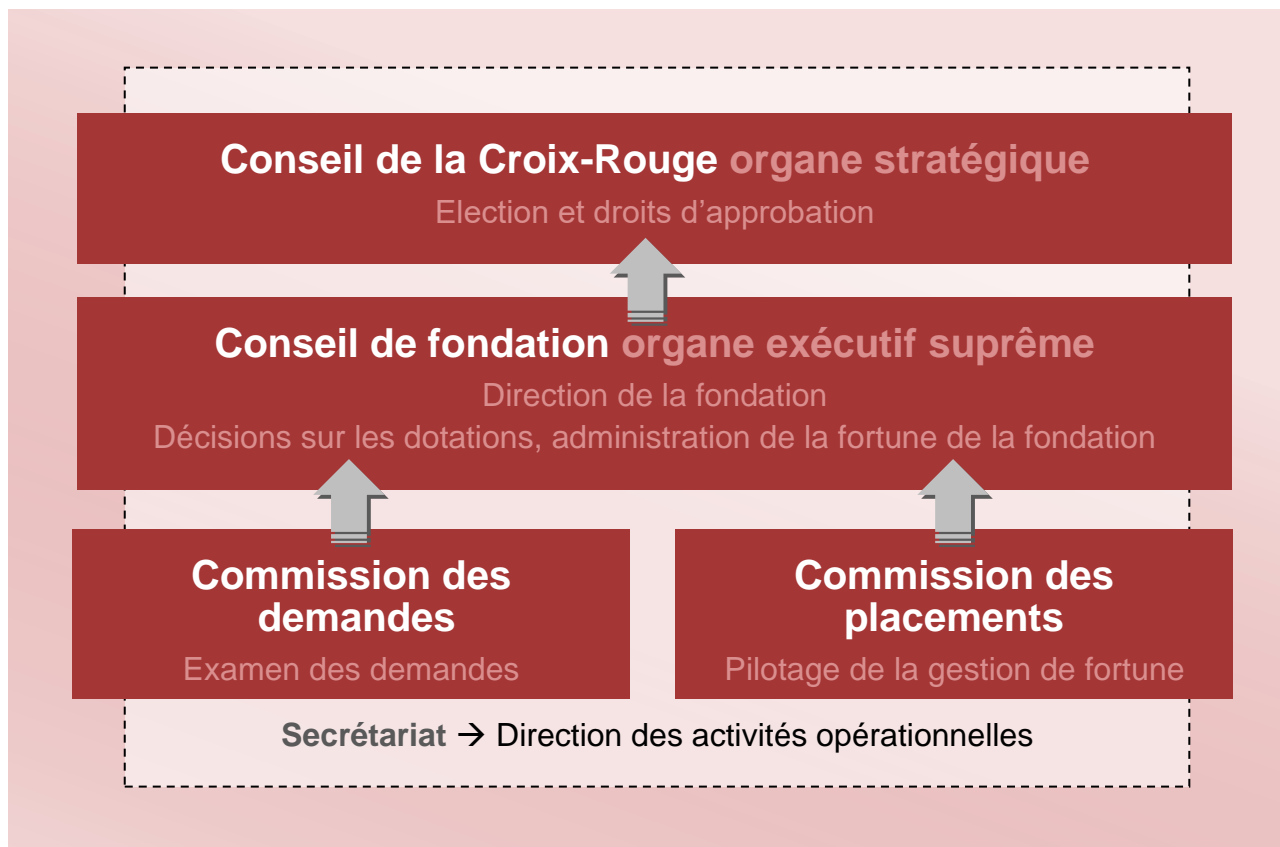 Conseil de la Croix-Rouge organe stratégique
Election et droits d’approbation
Conseil de fondation organe exécutif suprême
Direction de la fondation
Décisions sur les dotations, administration de la fortune de la fondation
Commission des
demandes
Examen des demandes
Commission des
placements
Pilotage de la gestion de fortune
Secrétariat → Direction des activités opérationnelles